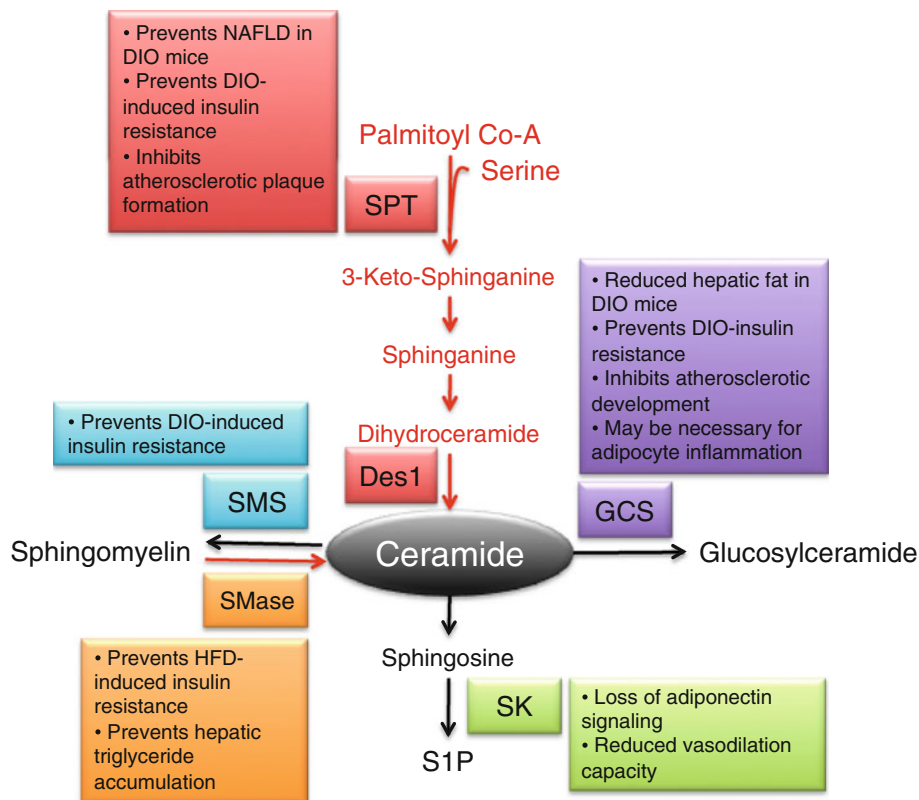 • Prevents NAFLD in
DIO mice
• Prevents DIO-
induced insulin
resistance
• Inhibits
atherosclerotic plaque
formation
Palmitoyl Co-A
Serine
SPT
3-Keto-Sphinganine
Sphinganine
Dihydroceramide
Des1
• Reduced hepatic fat in
DIO mice
• Prevents DIO-insulin
resistance
• Inhibits atherosclerotic
development
• May be necessary for
adipocyte inflammation
GCS
• Prevents DIO-induced
insulin resistance
SMS
Sphingomyelin
Ceramide
Glucosylceramide
SMase
• Prevents HFD-
induced insulin
resistance
• Prevents hepatic
triglyceride
accumulation
Sphingosine
SK
• Loss of adiponectin
signaling
• Reduced vasodilation
capacity
S1P